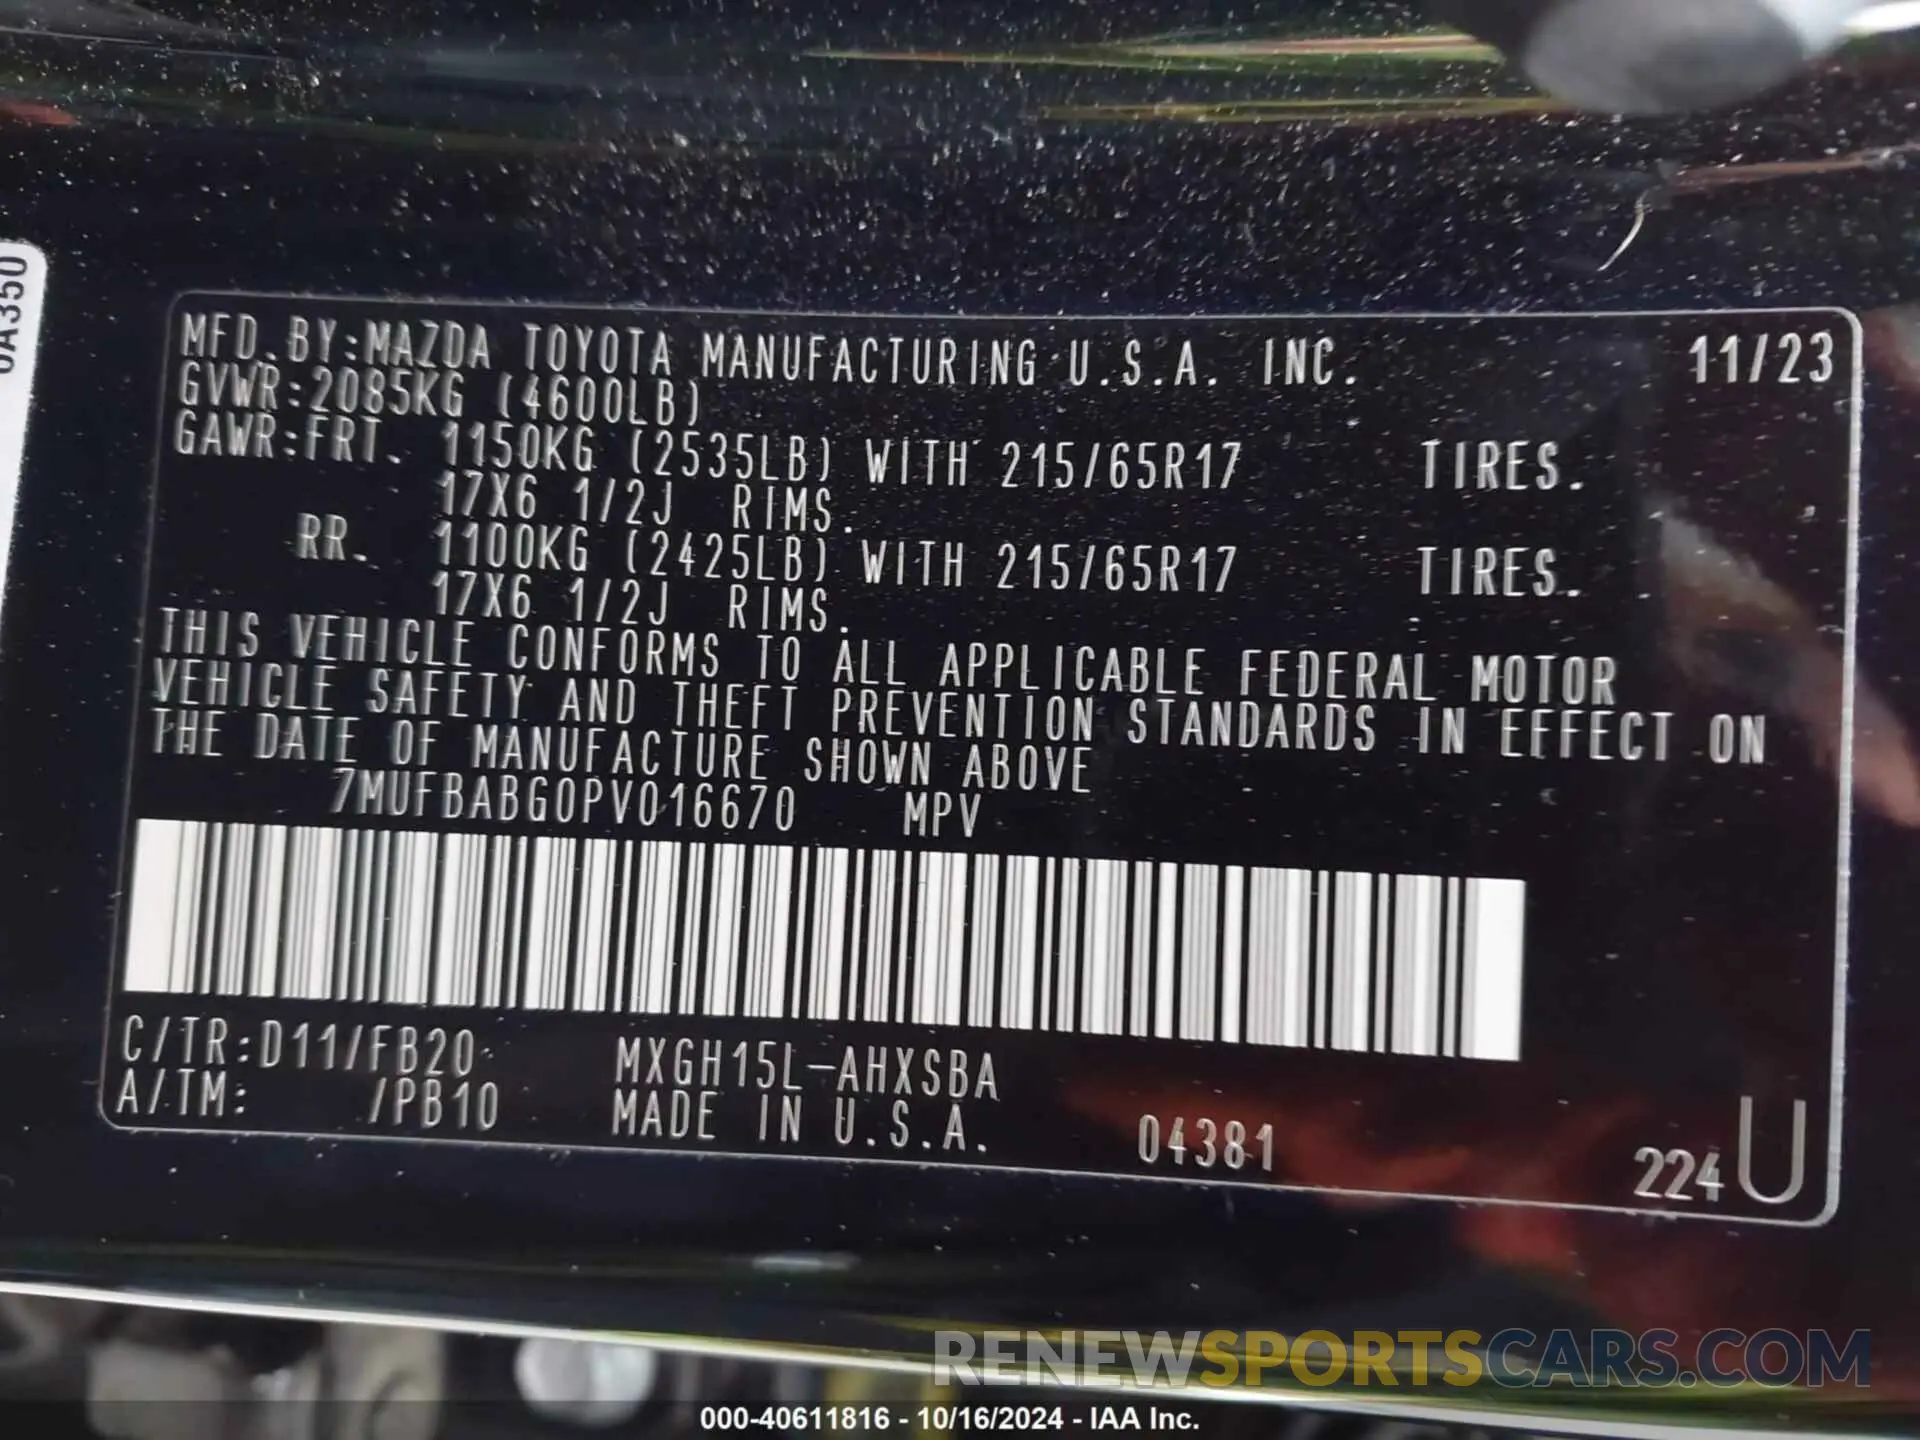 0A350
MFD.BY:MAZDA TOYOTA MANUFACTURING U.S.A. INC. 11/23
GVWR:2085KG (4600LB)
GAWR:FRT. 1150KG (2535LB) WITH 215/65R17 TIRES.
17X6 1/2J RIMS.
RR. 1100KG (2425LB) WITH 215/65R17 TIRES.
17X6 1/2J RIMS.
THIS VEHICLE CONFORMS TO ALL APPLICABLE FEDERAL MOTOR
VEHICLE SAFETY AND THEFT PREVENTION STANDARDS IN EFFECT ON
THE DATE OF MANUFACTURE SHOWN ABOVE
7MUFBABG0PV016670 MPV
C/TR:D11/FB20 MXGH15L-AHXSBA
A/TM: /PB10 MADE IN U.S.A. 04381
224 U
RENEWSPORTSCARS.COM
000-40611816 - 10/16/2024 - IAA Inc.